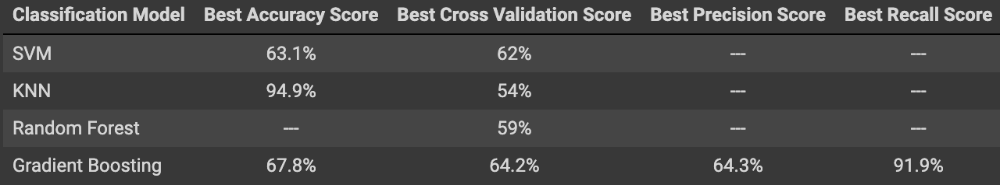 Classification Model Best Accuracy Score Best Cross Validation Score Best Precision Score Best Recall Score
SVM 63.1% 62% --- ---
KNN 94.9% 54% --- ---
Random Forest --- 59% --- ---
Gradient Boosting 67.8% 64.2% 64.3% 91.9%